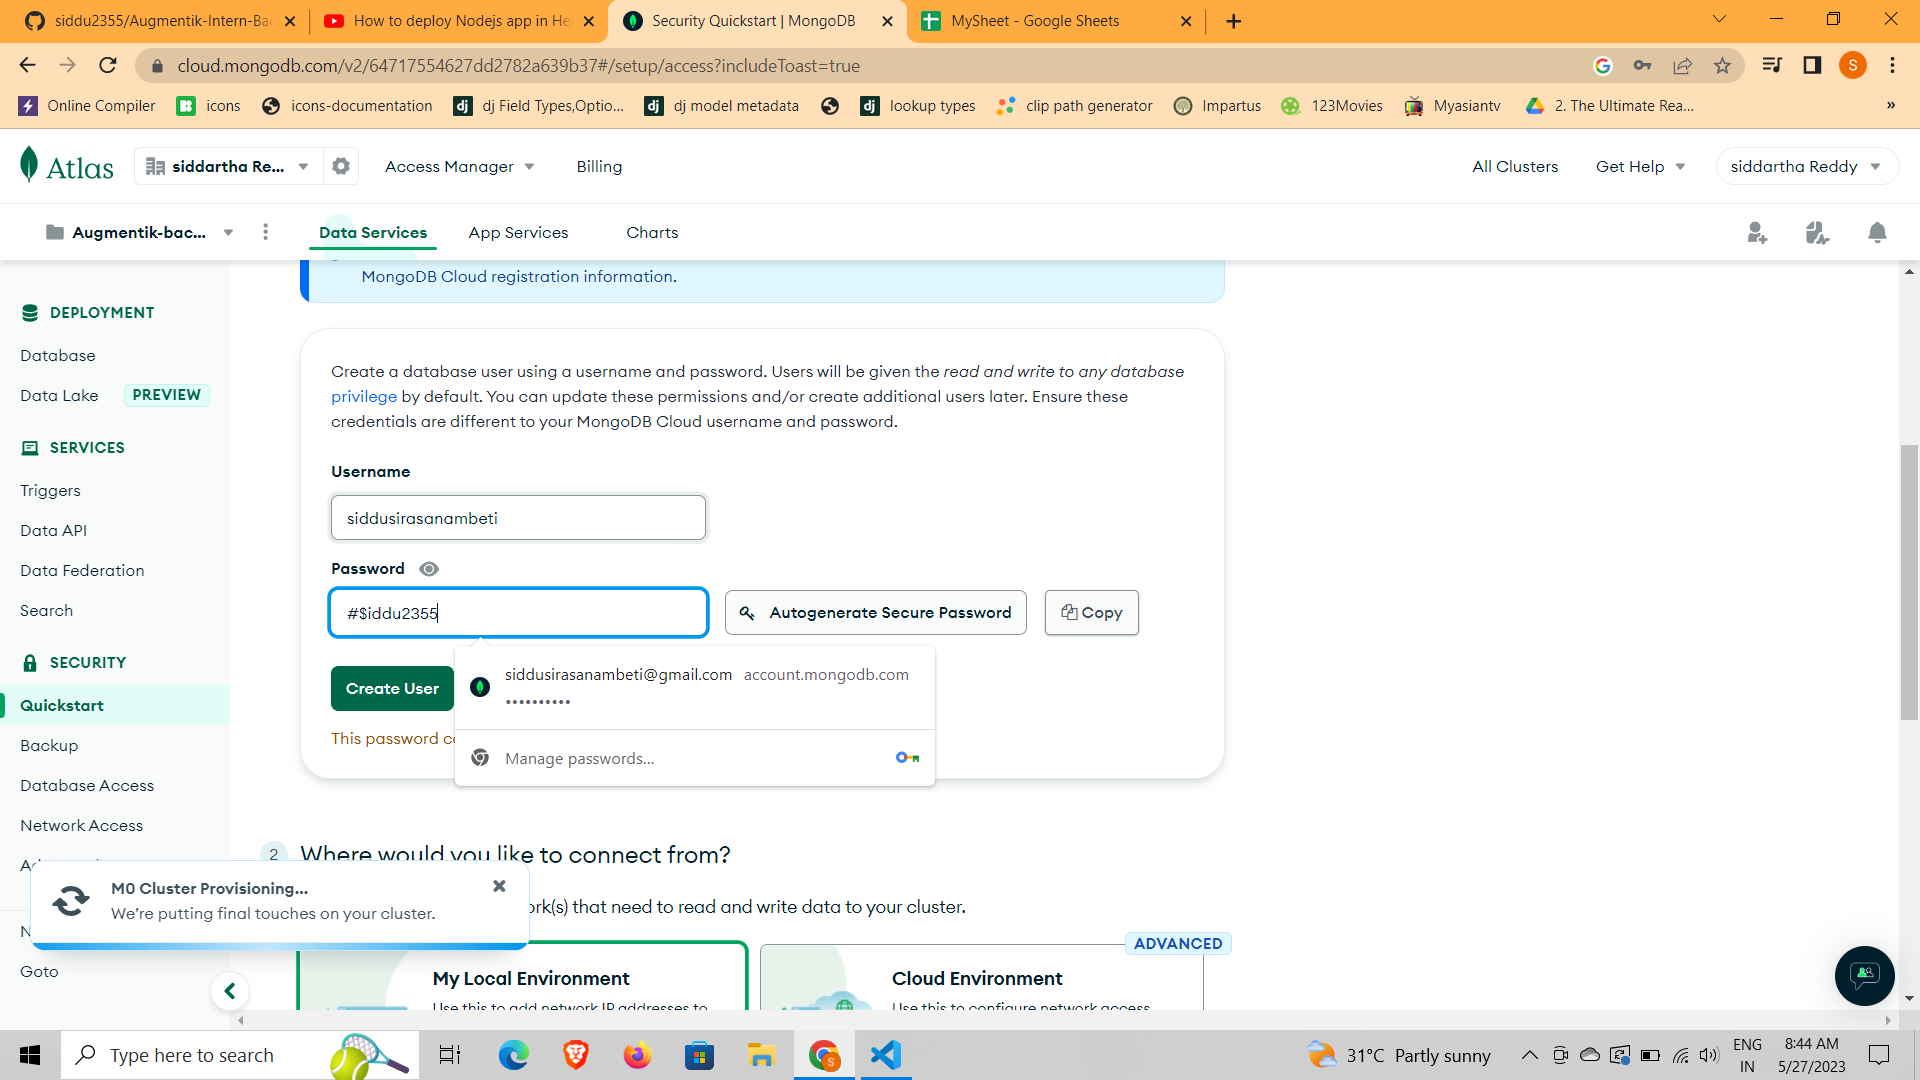 siddu2355/Augmentik-Intern-Bac
How to deploy Nodejs app in He
Security Quickstart | MongoDB
MySheet - Google Sheets
cloud.mongodb.com/v2/64717554627dd2782a639b37#/setup/access?includeToast=true
S
Online Compiler
icons
icons-documentation
dj Field Types,Optio...
dj model metadata
lookup types
clip path generator
Impartus
123Movies
Myasiantv
2. The Ultimate Rea...
»
Atlas
siddartha Re...
Access Manager
Billing
All Clusters
Get Help
siddartha Reddy
Augmentik-bac...
Data Services
App Services
Charts
MongoDB Cloud registration information.
DEPLOYMENT
Database
Data Lake
PREVIEW
SERVICES
Triggers
Data API
Data Federation
Search
SECURITY
Quickstart
Backup
Database Access
Network Access
Goto
Create a database user using a username and password. Users will be given the read and write to any database
privilege by default. You can update these permissions and/or create additional users later. Ensure these
credentials are different to your MongoDB Cloud username and password.
Username
siddusirasanambeti
Password
#$iddu2355
Autogenerate Secure Password
Copy
Create User
siddusirasanambeti@gmail.com account.mongodb.com
••••••••••
This password
Manage passwords...
2
Where would you like to connect from?
M0 Cluster Provisioning...
We're putting final touches on your cluster.
that need to read and write data to your cluster.
ADVANCED
My Local Environment
Use this to add network IP addresses to
Cloud Environment
Use this to configure network access
Type here to search
31°C Partly sunny
ENG
IN
8:44 AM
5/27/2023